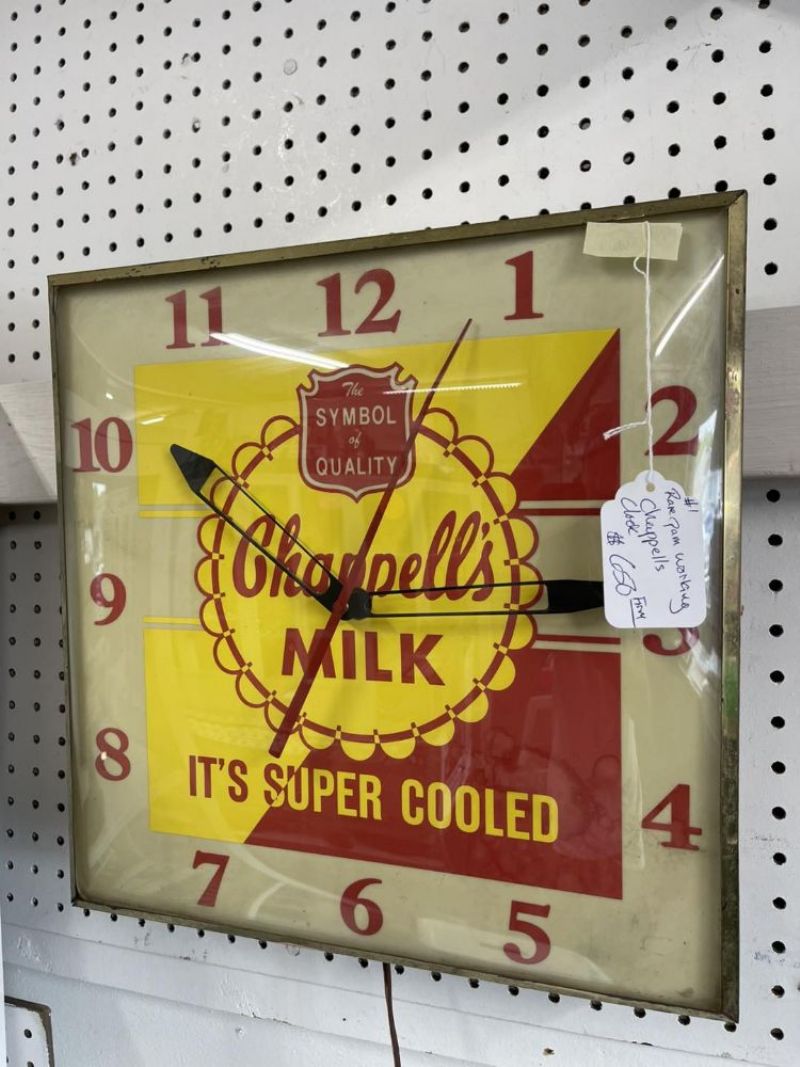 11 12 1
10 2
9 3
8 4
7 6 5
The
SYMBOL
of
QUALITY
Chappell's
MILK
IT'S SUPER COOLED
#1
Rare Pam working
Chappells
Clock
$ 650
Firm